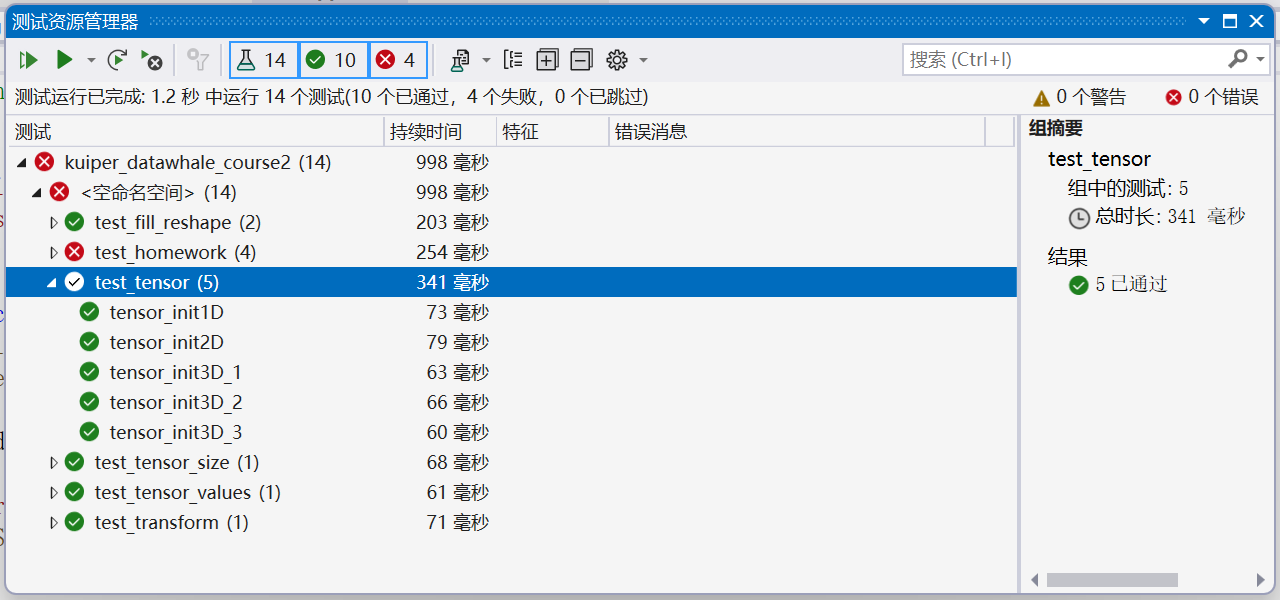 测试资源管理器
14 10 4 搜索 (Ctrl+I)
测试运行已完成: 1.2 秒 中运行 14 个测试(10 个已通过，4 个失败，0 个已跳过) 0 个警告 0 个错误
测试 持续时间 特征 错误消息
kuiper_datawhale_course2 (14) 998 毫秒
<空命名空间> (14) 998 毫秒
test_fill_reshape (2) 203 毫秒
test_homework (4) 254 毫秒
test_tensor (5) 341 毫秒
tensor_init1D 73 毫秒
tensor_init2D 79 毫秒
tensor_init3D_1 63 毫秒
tensor_init3D_2 66 毫秒
tensor_init3D_3 60 毫秒
test_tensor_size (1) 68 毫秒
test_tensor_values (1) 61 毫秒
test_transform (1) 71 毫秒
组摘要
test_tensor
组中的测试: 5
总时长: 341 毫秒
结果
5 已通过